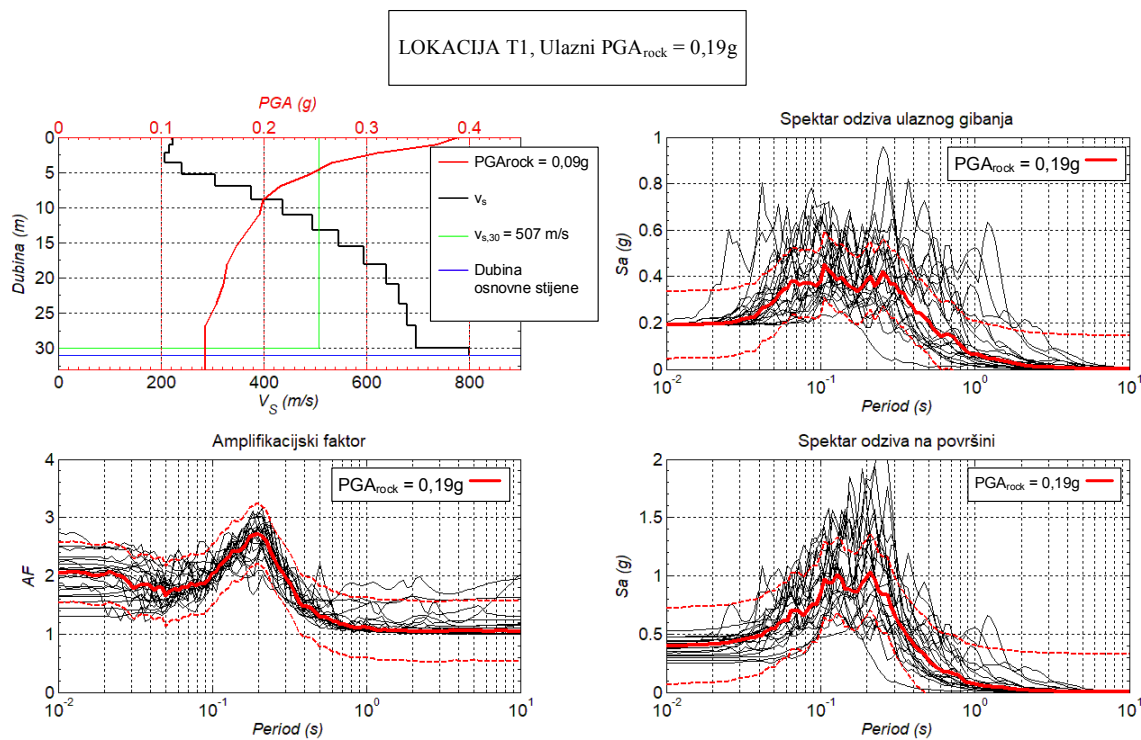 LOKACIJA T1, Ulazni PGArock = 0,19g
PGA (g)
0 0.1 0.2 0.3 0.4
0
5
10
15
20
25
30
Dubina (m)
0 200 400 600 800
VS (m/s)
PGArock = 0,09g
vs
vs,30 = 507 m/s
Dubina
osnovne stijene
Spektar odziva ulaznog gibanja
PGArock = 0,19g
1
0.8
0.6
0.4
0.2
0
Sa (g)
10-2 10-1 100 101
Period (s)
Amplifikacijski faktor
PGArock = 0,19g
4
3
2
1
0
AF
10-2 10-1 100 101
Period (s)
Spektar odziva na površini
PGArock = 0,19g
2
1.5
1
0.5
0
Sa (g)
10-2 10-1 100 101
Period (s)